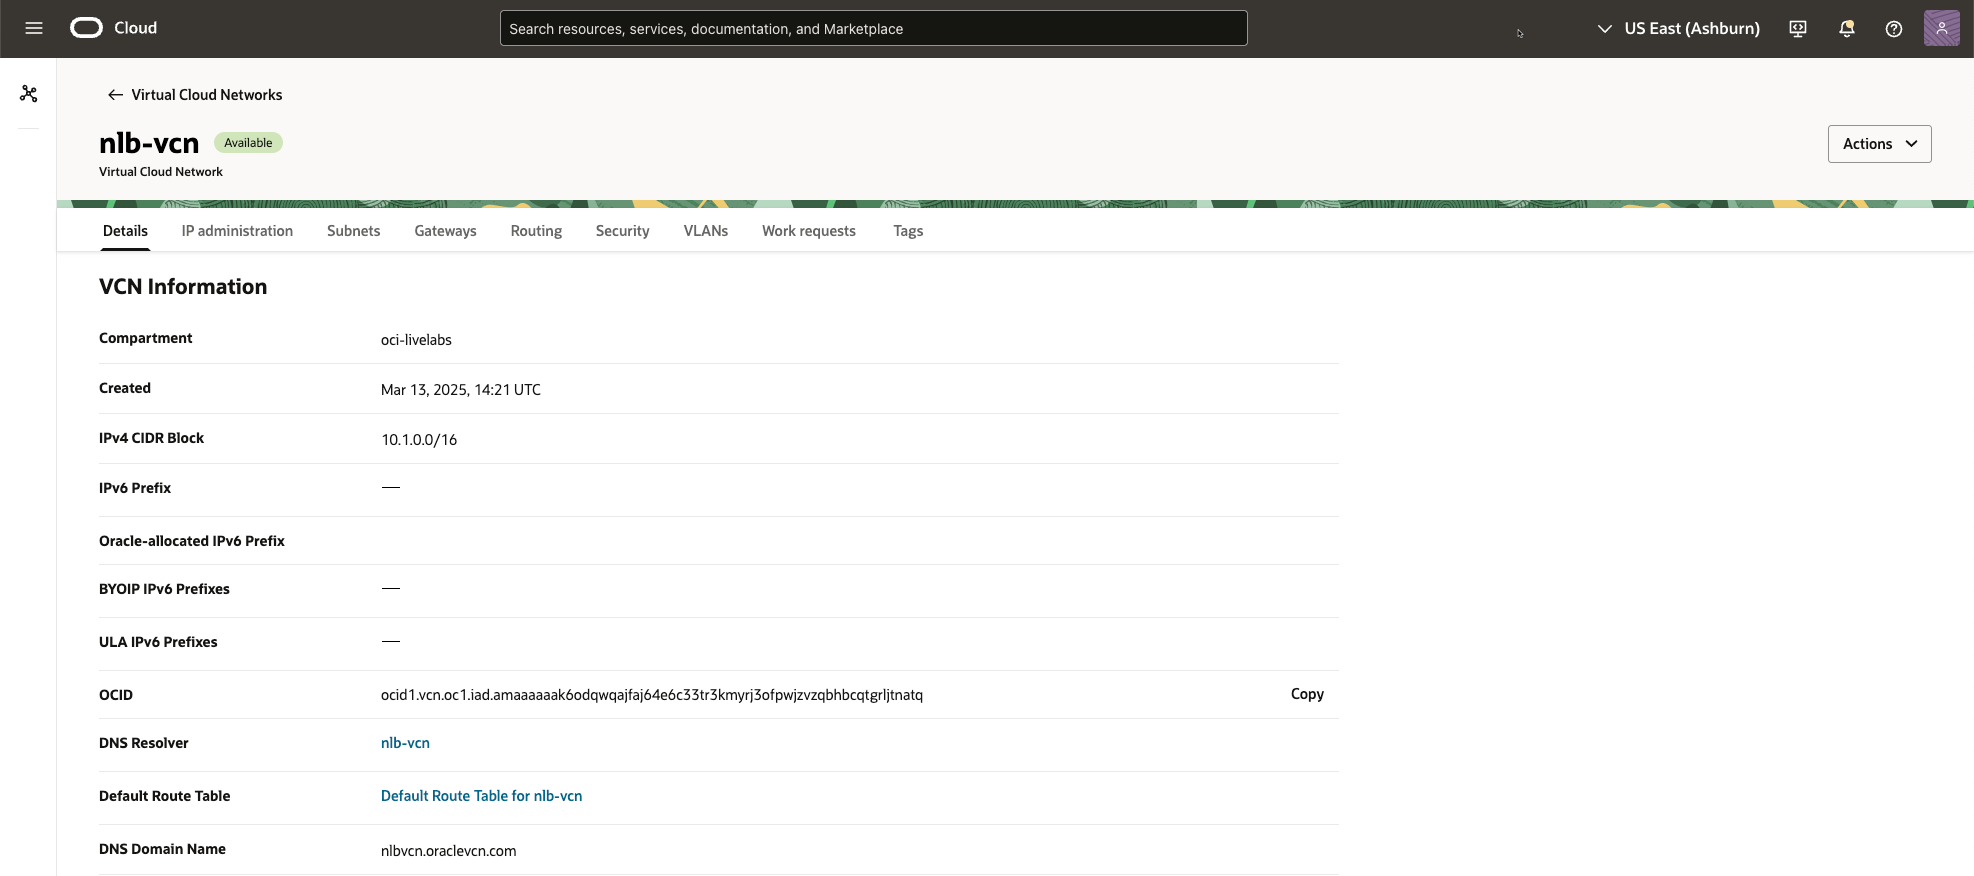 Cloud
Search resources, services, documentation, and Marketplace
US East (Ashburn)
Virtual Cloud Networks
nlb-vcn Available
Virtual Cloud Network
Actions
Details IP administration Subnets Gateways Routing Security VLANs Work requests Tags
VCN Information
Compartment oci-livelabs
Created Mar 13, 2025, 14:21 UTC
IPv4 CIDR Block 10.1.0.0/16
IPv6 Prefix —
Oracle-allocated IPv6 Prefix
BYOIP IPv6 Prefixes —
ULA IPv6 Prefixes —
OCID ocid1.vcn.oc1.iad.amaaaaaak6odqwqajfaj64e6c33tr3kmyrj3ofpwjzvzqbhbcqtgrljtnatq Copy
DNS Resolver nlb-vcn
Default Route Table Default Route Table for nlb-vcn
DNS Domain Name nlbvcn.oraclevcn.com